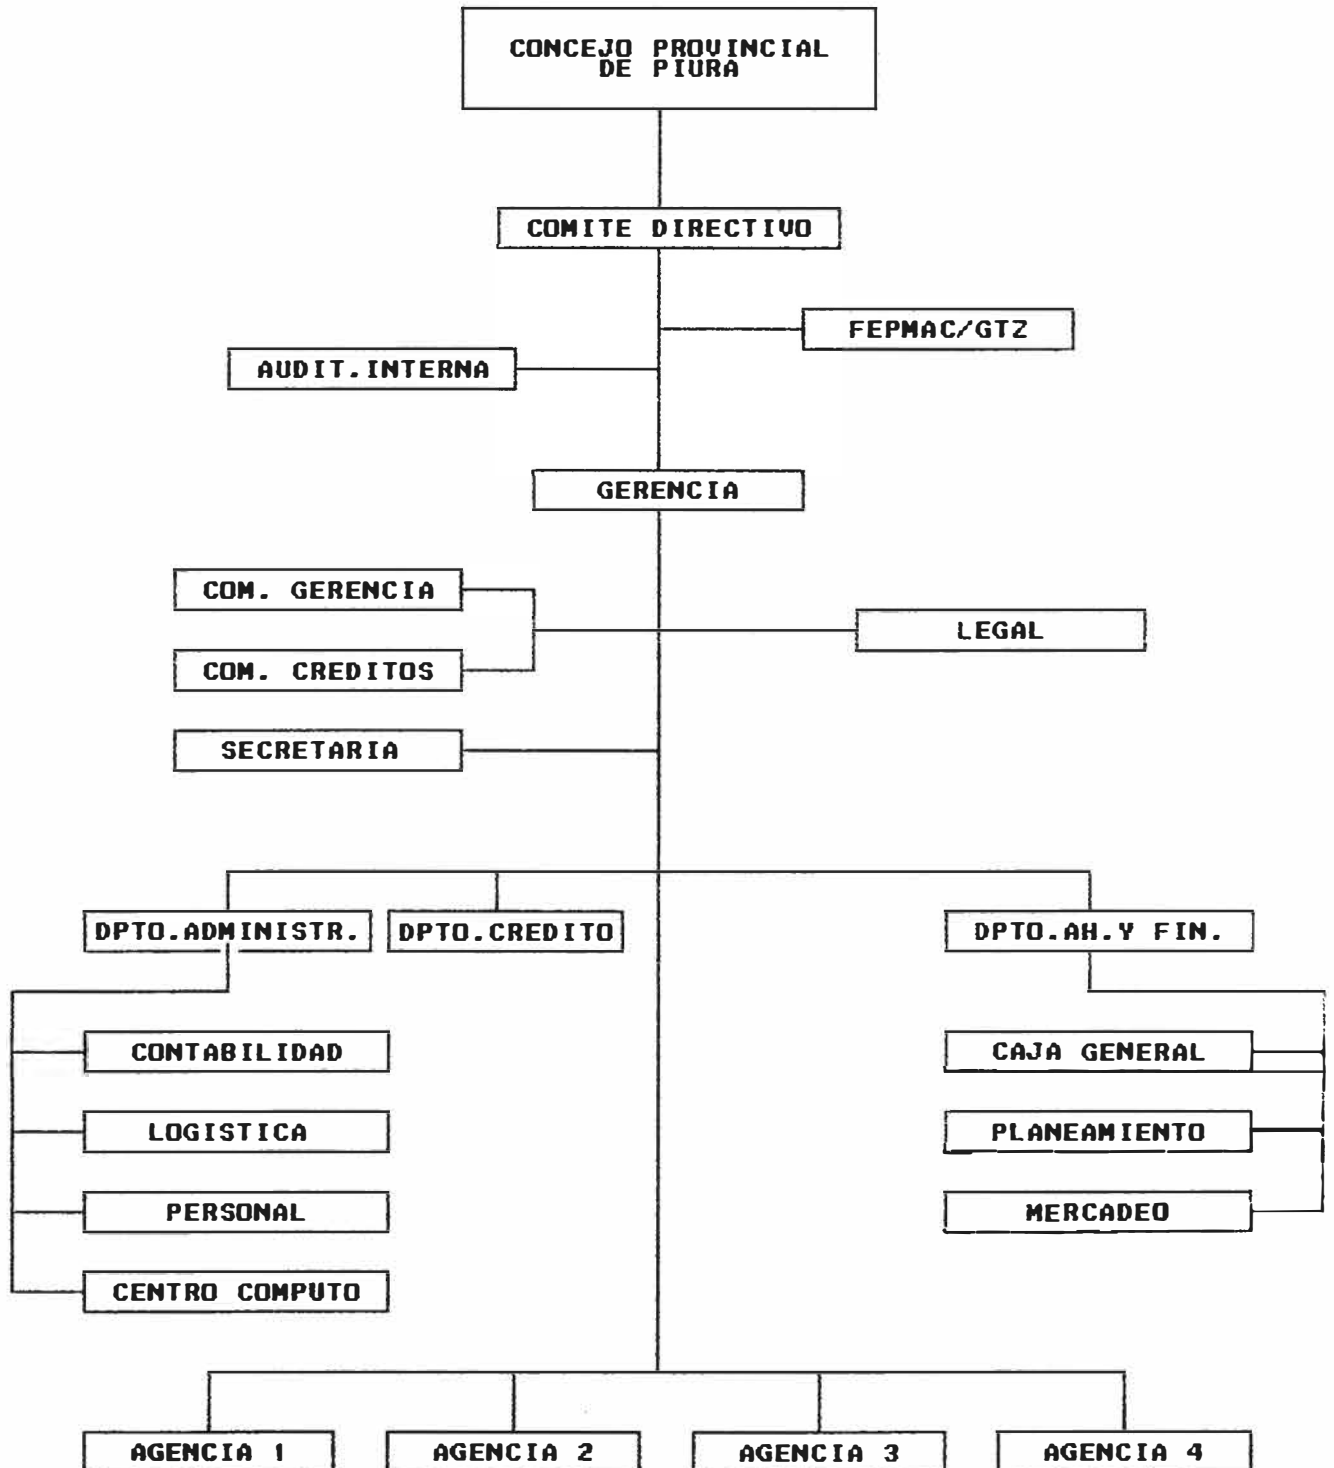 CONCEJO PROVINCIAL
DE PIURA
COMITE DIRECTIVO
FEPMAC/GTZ
AUDIT.INTERNA
GERENCIA
COM. GERENCIA
LEGAL
COM. CREDITOS
SECRETARIA
DPTO.ADMINISTR.
DPTO.CREDITO
DPTO.AH.Y FIN.
CONTABILIDAD
CAJA GENERAL
LOGISTICA
PLANEAMIENTO
PERSONAL
MERCADEO
CENTRO COMPUTO
AGENCIA 1
AGENCIA 2
AGENCIA 3
AGENCIA 4